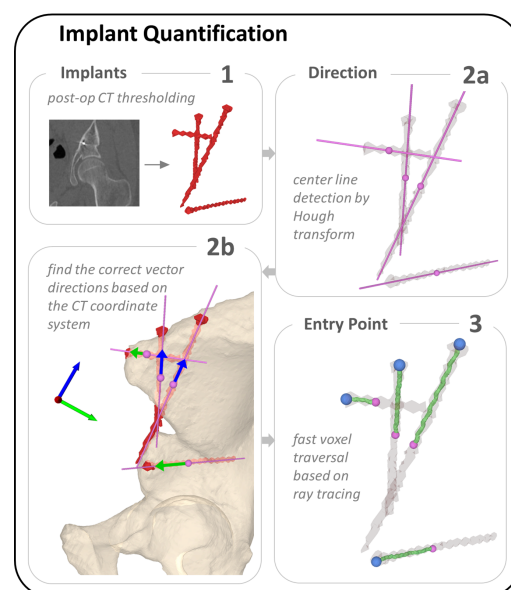 Implant Quantification
Implants
1
post-op CT thresholding
Direction
2a
center line
detection by
Hough
transform
2b
find the correct vector
directions based on
the CT coordinate
system
Entry Point
3
fast voxel
traversal
based on
ray tracing